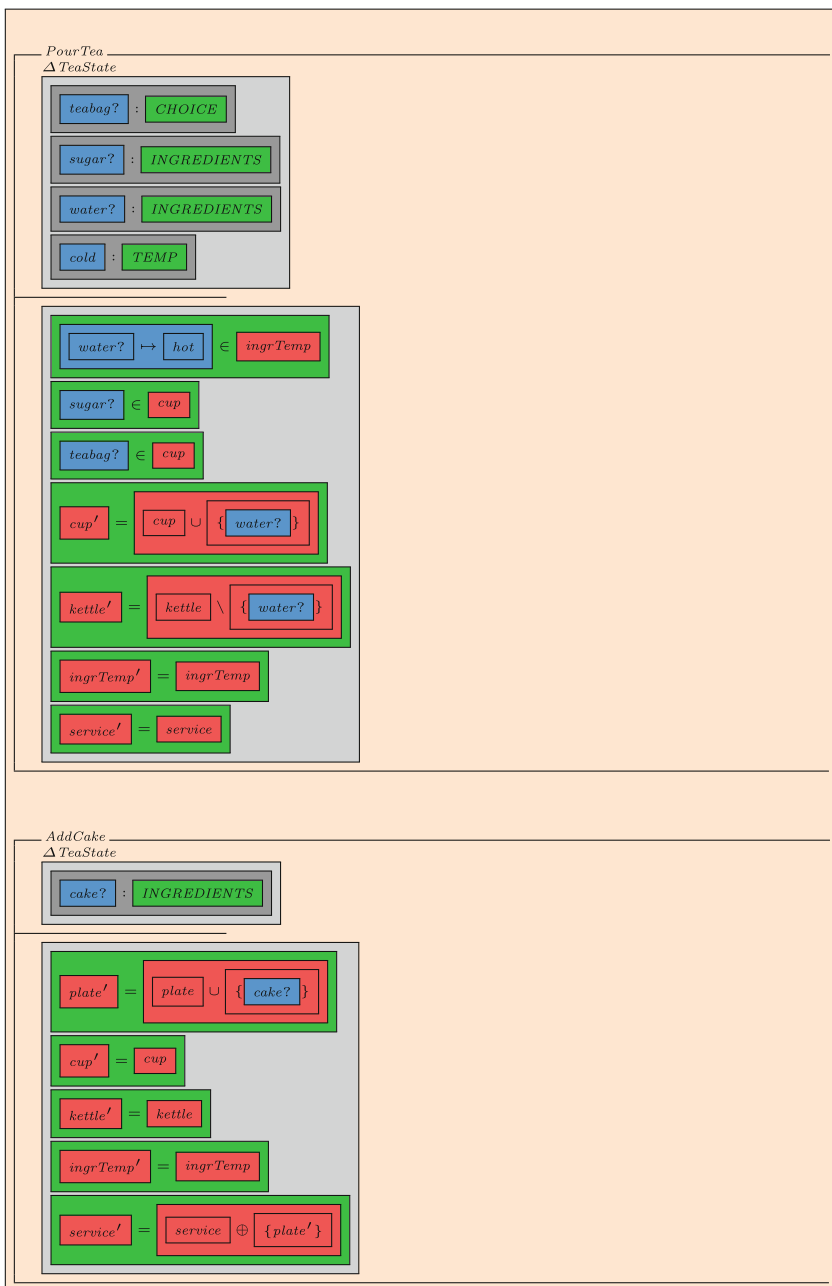 PourTea
Δ TeaState
teabag? : CHOICE
sugar? : INGREDIENTS
water? : INGREDIENTS
cold : TEMP
water? ↦ hot ∈ ingrTemp
sugar? ∈ cup
teabag? ∈ cup
cup′ = cup ∪ {water?}
kettle′ = kettle \ {water?}
ingrTemp′ = ingrTemp
service′ = service
AddCake
Δ TeaState
cake? : INGREDIENTS
plate′ = plate ∪ {cake?}
cup′ = cup
kettle′ = kettle
ingrTemp′ = ingrTemp
service′ = service ⊕ {plate′}